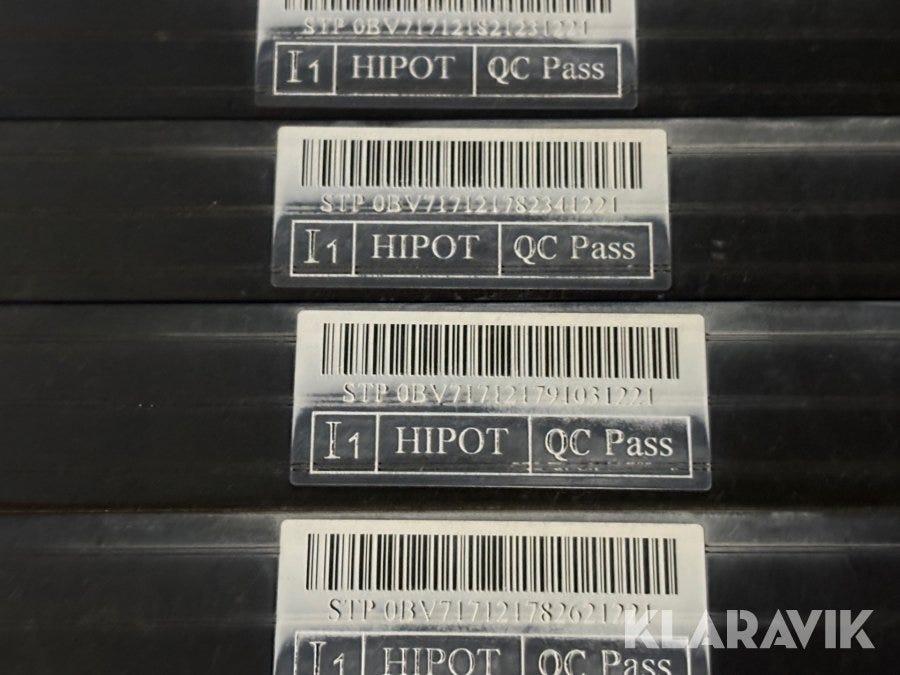 STP 0BV717121821231221
I1 HIPOT QC Pass
STP 0BV717121782341221
I1 HIPOT QC Pass
STP 0BV717121791031221
I1 HIPOT QC Pass
STP 0BV717121782621221
I1 HIPOT QC Pass
KLARAVIK